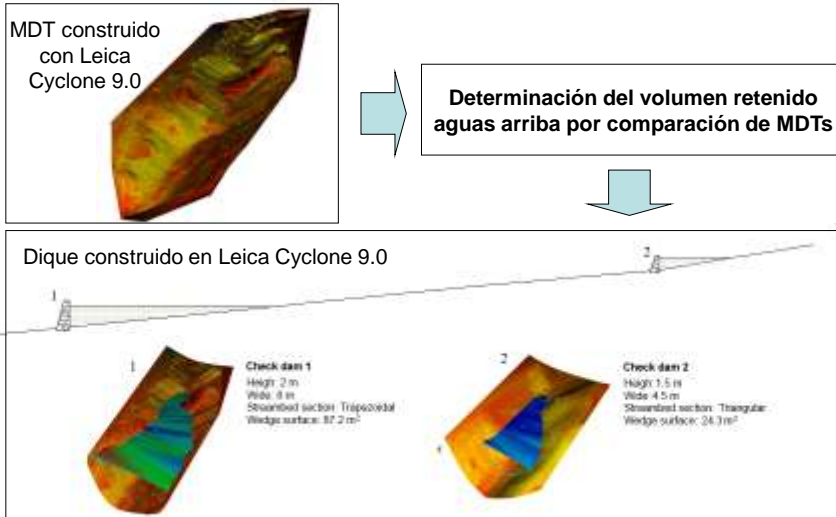 MDT construido
con Leica
Cyclone 9.0
Determinación del volumen retenido
aguas arriba por comparación de MDTs
Dique construido en Leica Cyclone 9.0
1
2
1
Check dam 1
Heigh: 2 m
Wide: 8 m
Streambed section: Trapezoidal
Wedge surface: 87.2 m²
2
Check dam 2
Heigh: 1.5 m
Wide: 4.5 m
Streambed section: Triangular
Wedge surface: 24.3 m²